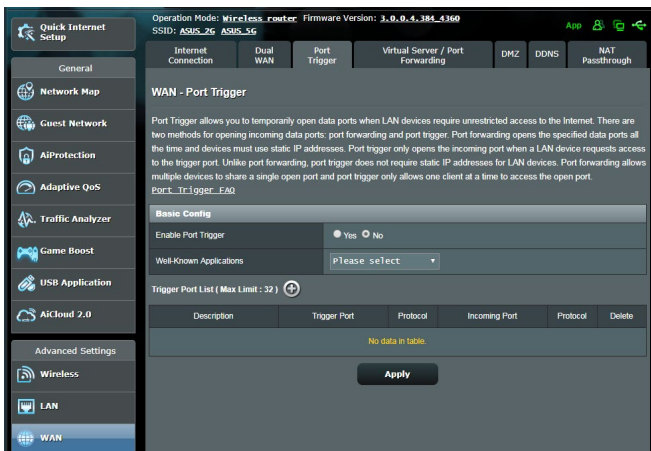 Operation Mode: Wireless router Firmware Version: 3.0.0.4.384_4360
SSID: ASUS_2G ASUS_5G
App
Quick Internet
Setup
General
Network Map
Guest Network
AiProtection
Adaptive QoS
Traffic Analyzer
Game Boost
USB Application
AiCloud 2.0
Advanced Settings
Wireless
LAN
WAN
Internet
Connection
Dual
WAN
Port
Trigger
Virtual Server / Port
Forwarding
DMZ
DDNS
NAT
Passthrough
WAN - Port Trigger
Port Trigger allows you to temporarily open data ports when LAN devices require unrestricted access to the Internet. There are
two methods for opening incoming data ports: port forwarding and port trigger. Port forwarding opens the specified data ports all
the time and devices must use static IP addresses. Port trigger only opens the incoming port when a LAN device requests access
to the trigger port. Unlike port forwarding, port trigger does not require static IP addresses for LAN devices. Port forwarding allows
multiple devices to share a single open port and port trigger only allows one client at a time to access the open port.
Port Trigger FAQ
Basic Config
Enable Port Trigger Yes No
Well-Known Applications Please select
Trigger Port List ( Max Limit : 32 )
Description Trigger Port Protocol Incoming Port Protocol Delete
No data in table.
Apply